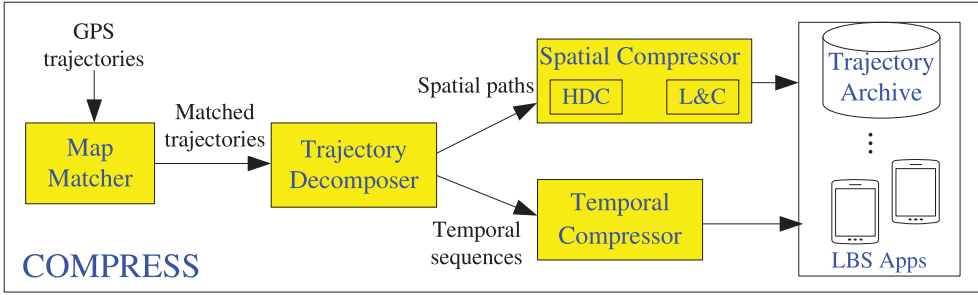 GPS
trajectories
Map
Matcher
Matched
trajectories
Trajectory
Decomposer
Spatial paths
Spatial Compressor
HDC
L&C
Temporal
sequences
Temporal
Compressor
Trajectory
Archive
LBS Apps
COMPRESS